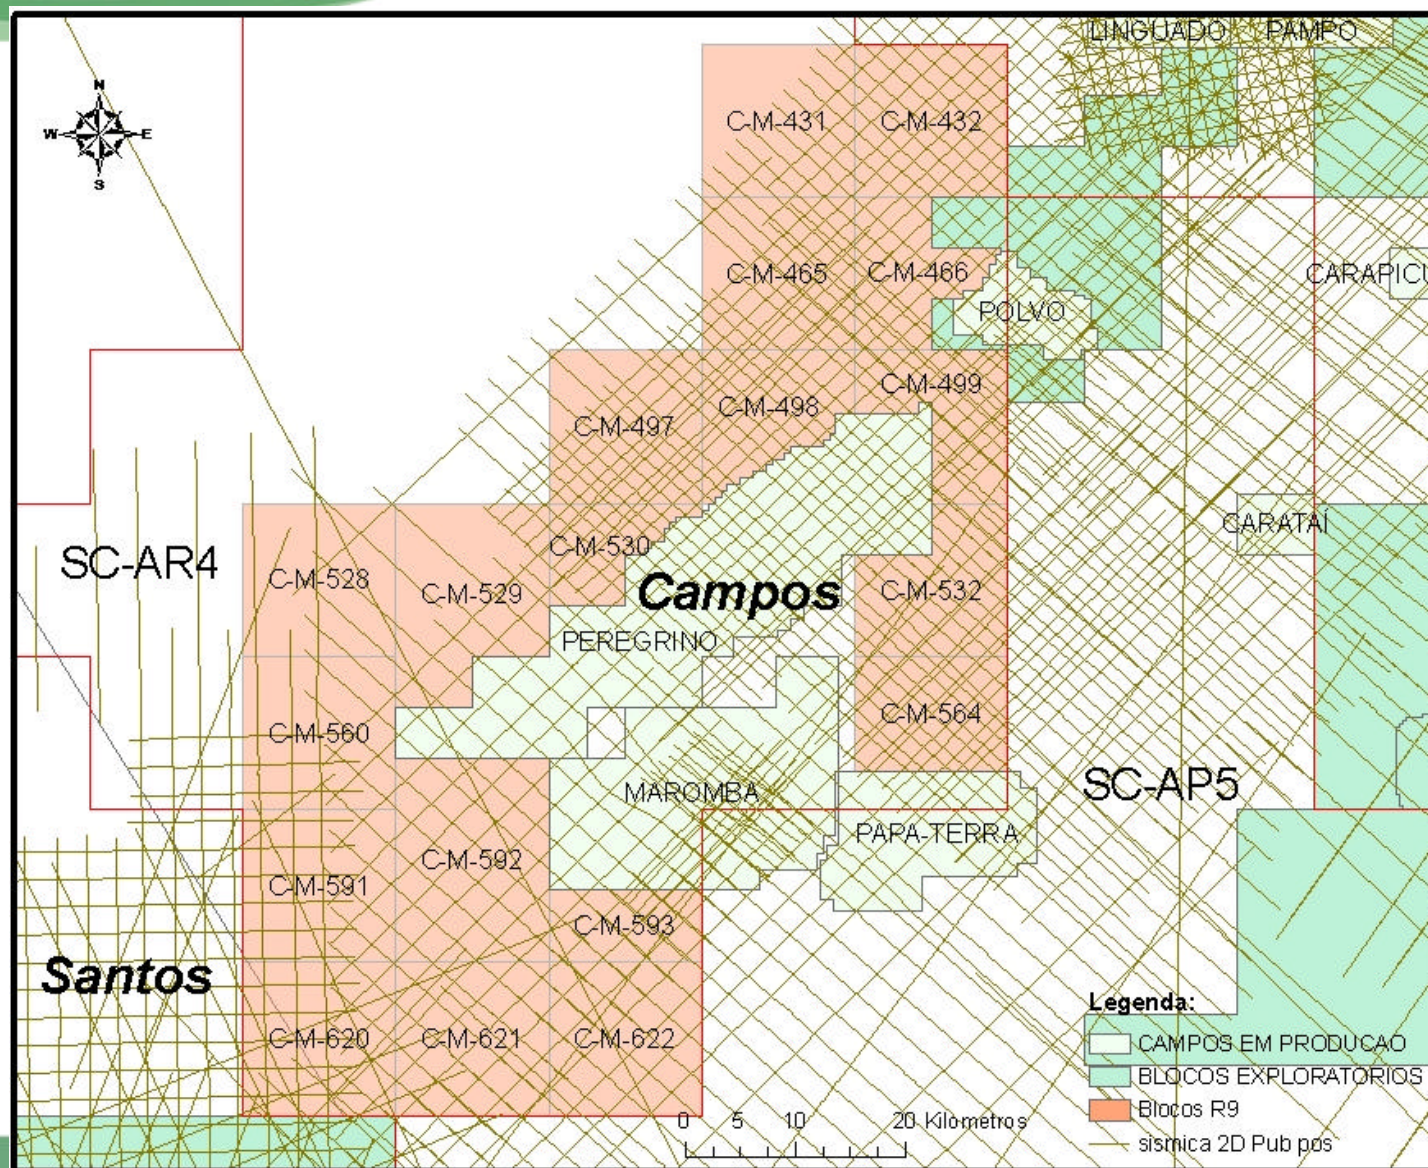 LINGUADO PAMPO
N
W E
S
C-M-431 C-M-432
C-M-465 C-M-466
CARAPICU
POLVO
C-M-499
C-M-498
C-M-497
CARATAÍ
C-M-530
SC-AR4
C-M-528 C-M-529
Campos
C-M-532
PEREGRINO
C-M-560
C-M-564
MAROMBA
SC-AP5
PAPA-TERRA
C-M-592
C-M-591
C-M-593
Santos
C-M-620 C-M-621 C-M-622
Legenda:
CAMPOS EM PRODUCAO
BLOCOS EXPLORATORIOS
Blocos R9
sismica 2D Pub pos
0 5 10 20 Kilometros